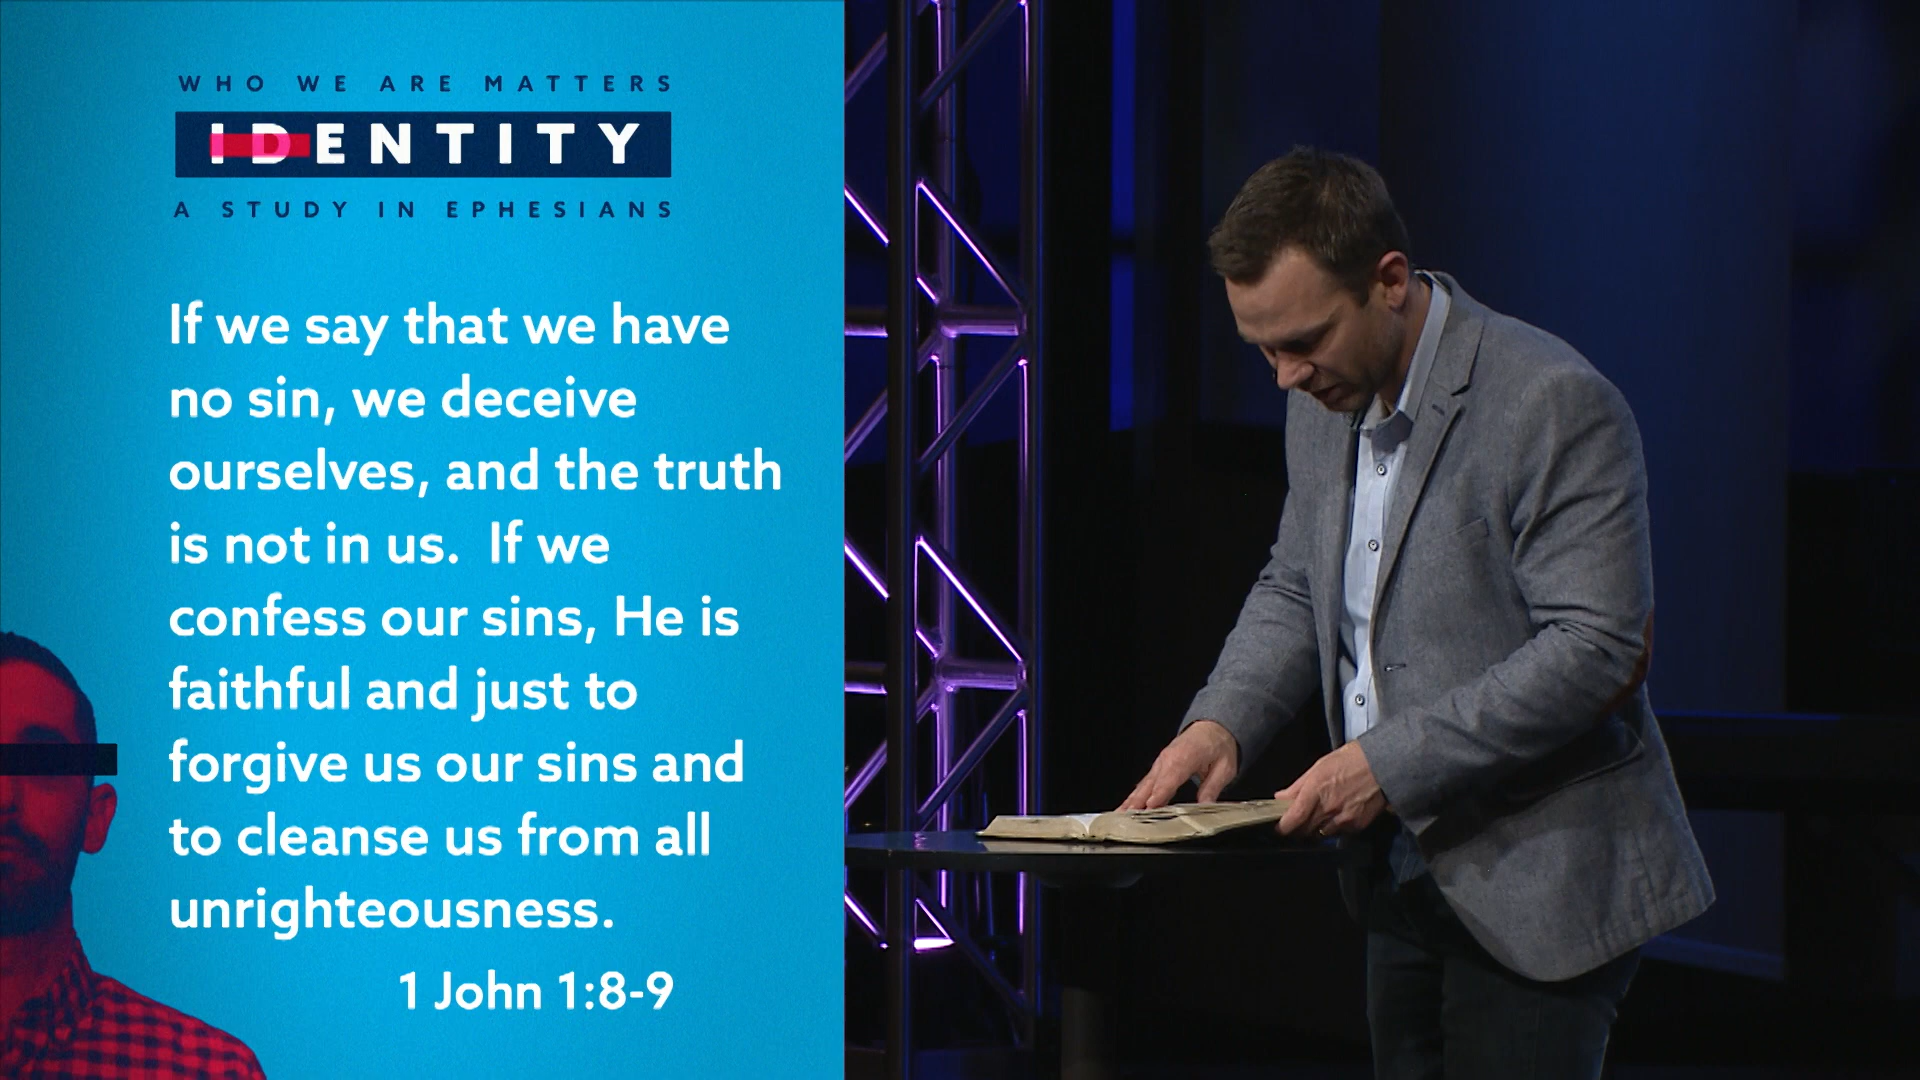 WHO WE ARE MATTERS
IDENTITY
A STUDY IN EPHESIANS
If we say that we have
no sin, we deceive
ourselves, and the truth
is not in us.  If we
confess our sins, He is
faithful and just to
forgive us our sins and
to cleanse us from all
unrighteousness.
1 John 1:8-9